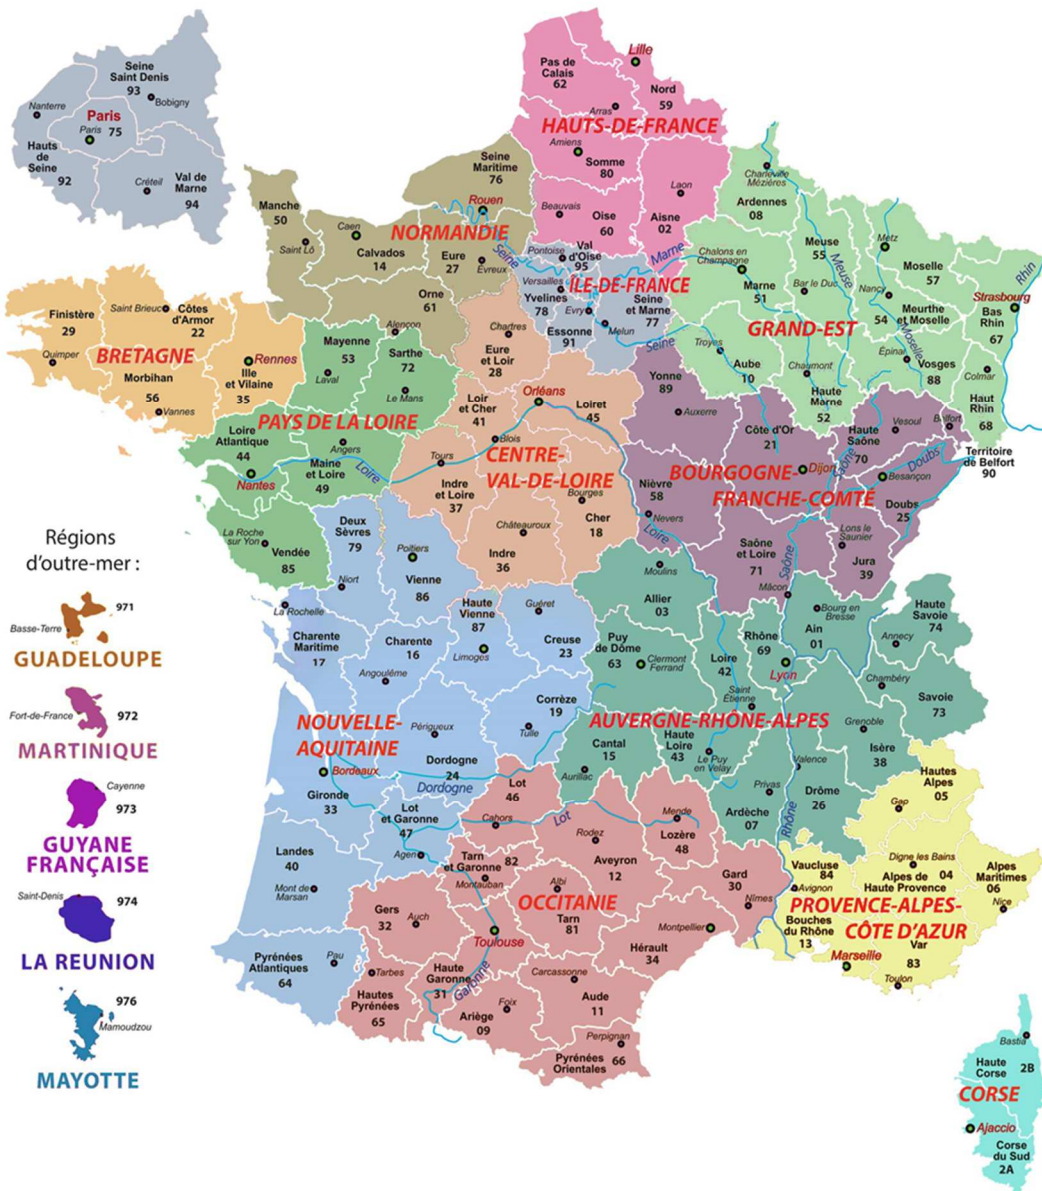 Seine
Saint Denis
93
Nanterre
Bobigny
Paris
Paris 75
Hauts
de
Seine
92
Créteil
Val de
Marne
94
Lille
Pas de
Calais
62
Nord
59
Arras
HAUTS-DE-FRANCE
Amiens
Somme
80
Laon
Beauvais
Oise
60
Aisne
02
Seine
Maritime
76
Rouen
Manche
50
Caen
NORMANDIE
Saint Lô
Calvados
14
Eure
27
Évreux
Seine
Orne
61
Alençon
Pontoise
Val
d'Oise
95
Marne
Versailles
ILE-DE-FRANCE
Yvelines
78
Evry
Seine
et Marne
77
Essonne
91
Melun
Seine
Charleville
Mézières
Ardennes
08
Meuse
55
Metz
Moselle
57
Rhin
Chalons en
Champagne
Marne
51
Bar le Duc
Meuse
Nancy
Strasbourg
Bas
Rhin
67
54
Meurthe
et Moselle
GRAND-EST
Moselle
Troyes
Aube
10
Chaumont
Haute
Marne
52
Épinal
Vosges
88
Colmar
Haut
Rhin
68
Finistère
29
Saint Brieuc
Côtes
d'Armor
22
Quimper
BRETAGNE
Rennes
Ille
et Vilaine
35
Morbihan
56
Vannes
Mayenne
53
Laval
Sarthe
72
Le Mans
PAYS DE LA LOIRE
Loire
Atlantique
44
Angers
Nantes
Maine
et Loire
49
Loire
La Roche
sur Yon
Vendée
85
Chartres
Eure
et Loir
28
Orléans
Loir
et Cher
41
Loiret
45
Blois
Tours
CENTRE-
VAL-DE-LOIRE
Indre
et Loire
37
Bourges
Cher
18
Châteauroux
Indre
36
Yonne
89
Auxerre
Côte d'Or
21
Haute
Saône
70
Vesoul
Belfort
Territoire
de Belfort
90
BOURGOGNE-
FRANCHE-COMTÉ
Dijon
Saône
Doubs
Besançon
Nièvre
58
Nevers
Loire
Doubs
25
Saône
et Loire
71
Saône
Lons le
Saunier
Jura
39
Mâcon
Deux
Sèvres
79
Poitiers
Niort
Vienne
86
La Rochelle
Charente
Maritime
17
Charente
16
Angoulême
Haute
Vienne
87
Limoges
Guéret
Creuse
23
Corrèze
19
Tulle
NOUVELLE-
AQUITAINE
Périgueux
Bordeaux
Dordogne
24
Dordogne
Gironde
33
Lot
et Garonne
47
Agen
Landes
40
Mont de
Marsan
Pyrénées
Atlantiques
64
Pau
Moulins
Allier
03
Puy
de Dôme
63
Clermont
Ferrand
Loire
42
Rhône
69
Lyon
Bourg en
Bresse
Ain
01
Haute
Savoie
74
Annecy
Chambéry
Savoie
73
Saint
Étienne
AUVERGNE-RHÔNE-ALPES
Cantal
15
Aurillac
Haute
Loire
43
Le Puy
en Velay
Grenoble
Isère
38
Privas
Valence
Drôme
26
Ardèche
07
Rhône
Lot
46
Cahors
Lot
Mende
Lozère
48
Rodez
Aveyron
12
82
Tarn
et Garonne
Montauban
Albi
Tarn
81
OCCITANIE
Gard
30
Nîmes
Gers
32
Auch
Toulouse
Montpellier
Hérault
34
Tarbes
Hautes
Pyrénées
65
Haute
Garonne
31
Garonne
Foix
Ariège
09
Carcassonne
Aude
11
Perpignan
Pyrénées
Orientales
66
Hautes
Alpes
05
Gap
Vaucluse
84
Avignon
Digne les Bains
04
Alpes de
Haute Provence
Alpes
Maritimes
06
Nice
PROVENCE-ALPES-
CÔTE D'AZUR
Bouches
du Rhône
13
Marseille
Var
83
Toulon
Bastia
Haute
Corse
2B
CORSE
Ajaccio
Corse
du Sud
2A
Régions
d'outre-mer :
971
Basse-Terre
GUADELOUPE
Fort-de-France
972
MARTINIQUE
Cayenne
973
GUYANE
FRANÇAISE
Saint-Denis
974
LA REUNION
976
Mamoudzou
MAYOTTE